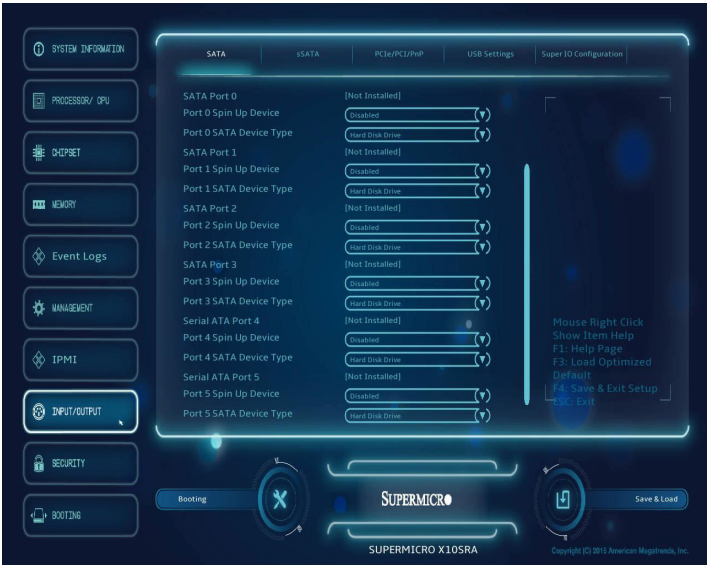 SYSTEM INFORMATION
PROCESSOR/ CPU
CHIPSET
MEMORY
Event Logs
MANAGEMENT
IPMI
INPUT/OUTPUT
SECURITY
BOOTING
SATA sSATA PCIe/PCI/PnP USB Settings Super IO Configuration
SATA Port 0 [Not Installed]
Port 0 Spin Up Device Disabled
Port 0 SATA Device Type Hard Disk Drive
SATA Port 1 [Not Installed]
Port 1 Spin Up Device Disabled
Port 1 SATA Device Type Hard Disk Drive
SATA Port 2 [Not Installed]
Port 2 Spin Up Device Disabled
Port 2 SATA Device Type Hard Disk Drive
SATA Port 3 [Not Installed]
Port 3 Spin Up Device Disabled
Port 3 SATA Device Type Hard Disk Drive
Serial ATA Port 4 [Not Installed]
Port 4 Spin Up Device Disabled
Port 4 SATA Device Type Hard Disk Drive
Serial ATA Port 5 [Not Installed]
Port 5 Spin Up Device Disabled
Port 5 SATA Device Type Hard Disk Drive
Mouse Right Click
Show Item Help
F1: Help Page
F3: Load Optimized
Default
F4: Save & Exit Setup
ESC: Exit
Booting
SUPERMICRO
Save & Load
SUPERMICRO X10SRA
Copyright (C) 2015 American Megatrends, Inc.